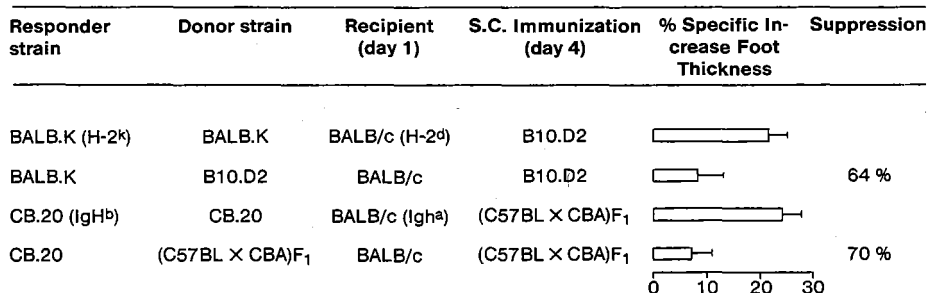 Responder strain Donor strain Recipient (day 1) S.C. Immunization (day 4) % Specific In-crease Foot Thickness Suppression
BALB.K (H-2ᵏ) BALB.K BALB/c (H-2ᵈ) B10.D2
BALB.K B10.D2 BALB/c B10.D2 64 %
CB.20 (IgHᵇ) CB.20 BALB/c (Ighᵃ) (C57BL × CBA)F₁
CB.20 (C57BL × CBA)F₁ BALB/c (C57BL × CBA)F₁ 70 %
0 10 20 30